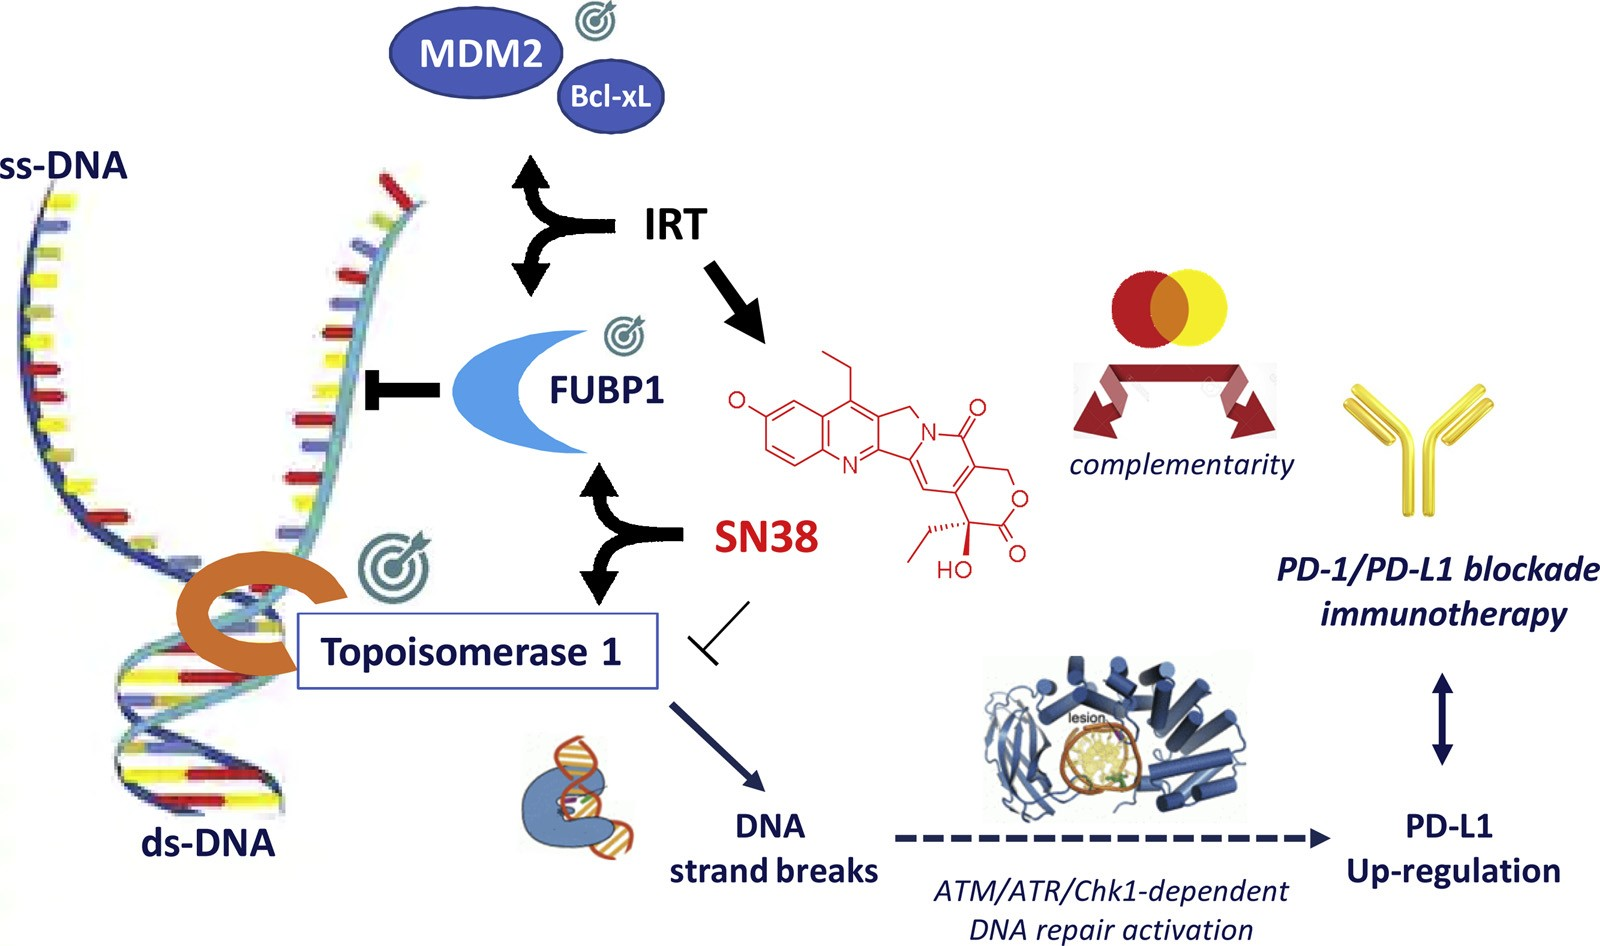 MDM2
Bcl-xL
ss-DNA
IRT
FUBP1
O
N
O
N
O
O
HO
SN38
complementarity
PD-1/PD-L1 blockade
immunotherapy
Topoisomerase 1
lesion
ds-DNA
DNA
strand breaks
PD-L1
Up-regulation
ATM/ATR/Chk1-dependent
DNA repair activation